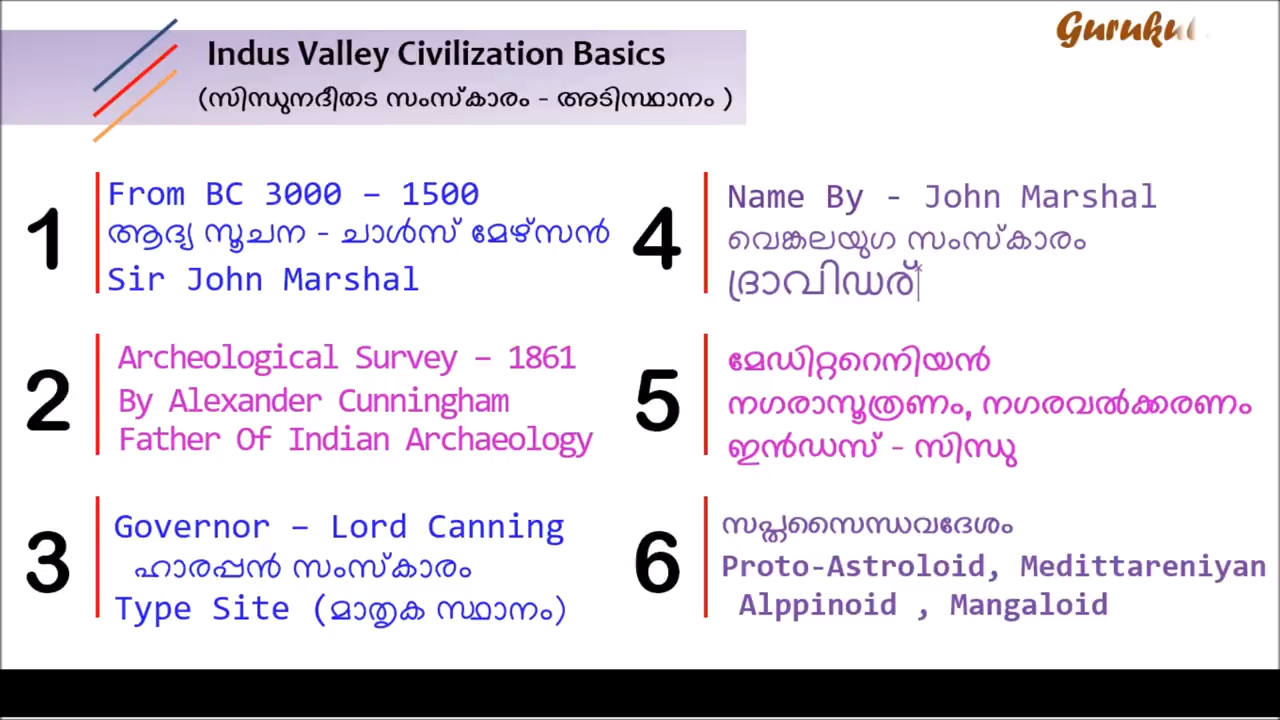 Guruku
Indus Valley Civilization Basics
(സിന്ധുനദീതട സംസ്കാരം - അടിസ്ഥാനം )
1
From BC 3000 – 1500
ആദ്യ സൂചന - ചാൾസ് മേഴ്സൻ
Sir John Marshal
2
Archeological Survey – 1861
By Alexander Cunningham
Father Of Indian Archaeology
3
Governor – Lord Canning
ഹാരപ്പൻ സംസ്കാരം
Type Site (മാതൃക സ്ഥാനം)
4
Name By - John Marshal
വെങ്കലയുഗ സംസ്കാരം
ദ്രാവിഡര്
5
മേഡിറ്ററെനിയൻ
നഗരാസൂത്രണം, നഗരവൽക്കരണം
ഇൻഡസ് - സിന്ധു
6
സപ്തസൈന്ധവദേശം
Proto-Astroloid, Medittareniyan
Alppinoid , Mangaloid